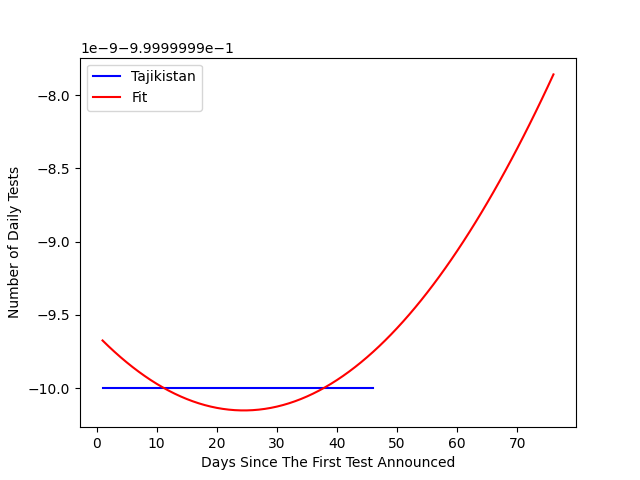 1e−9−9.9999999e−1
Tajikistan
Fit
−8.0
−8.5
−9.0
−9.5
−10.0
Number of Daily Tests
0 10 20 30 40 50 60 70
Days Since The First Test Announced